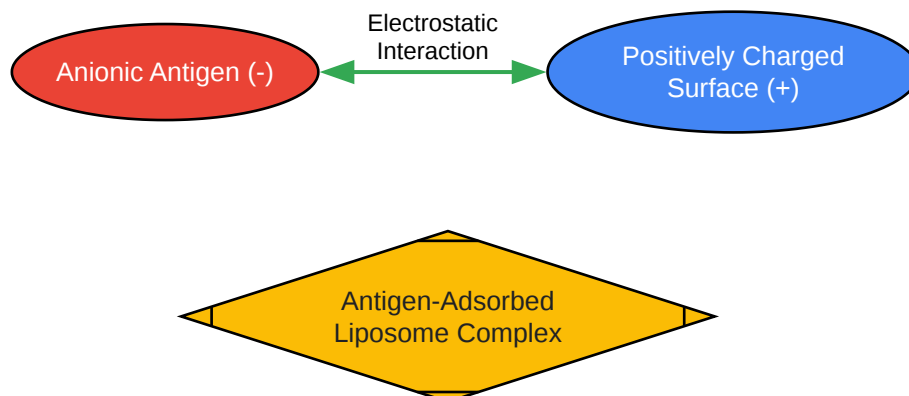 Electrostatic
Interaction
Anionic Antigen (-)
Positively Charged
Surface (+)
Antigen-Adsorbed
Liposome Complex